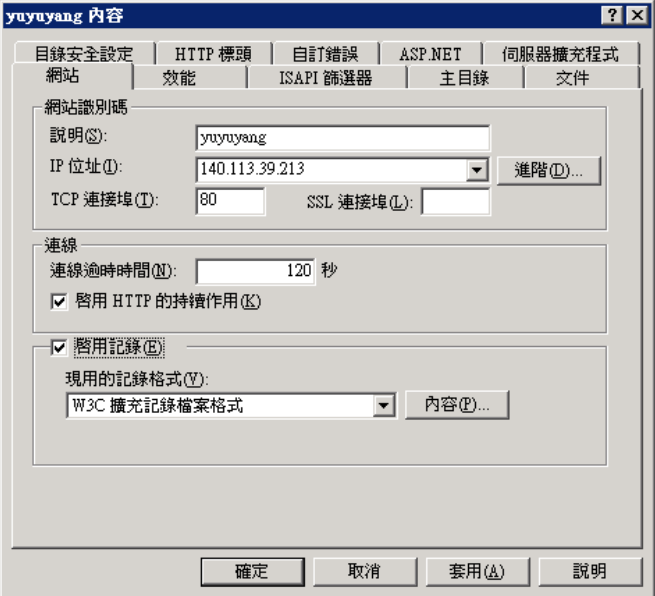 yuyuyang 內容
目錄安全設定 HTTP 標頭 自訂錯誤 ASP.NET 伺服器擴充程式
網站 效能 ISAPI 篩選器 主目錄 文件
網站識別碼
說明(S): yuyuyang
IP 位址(I): 140.113.39.213 進階(D)...
TCP 連接埠(T): 80 SSL 連接埠(L):
連線
連線逾時時間(N): 120 秒
啓用 HTTP 的持續作用(K)
啓用記錄(E)
現用的記錄格式(V):
W3C 擴充記錄檔案格式 內容(P)...
確定 取消 套用(A) 說明